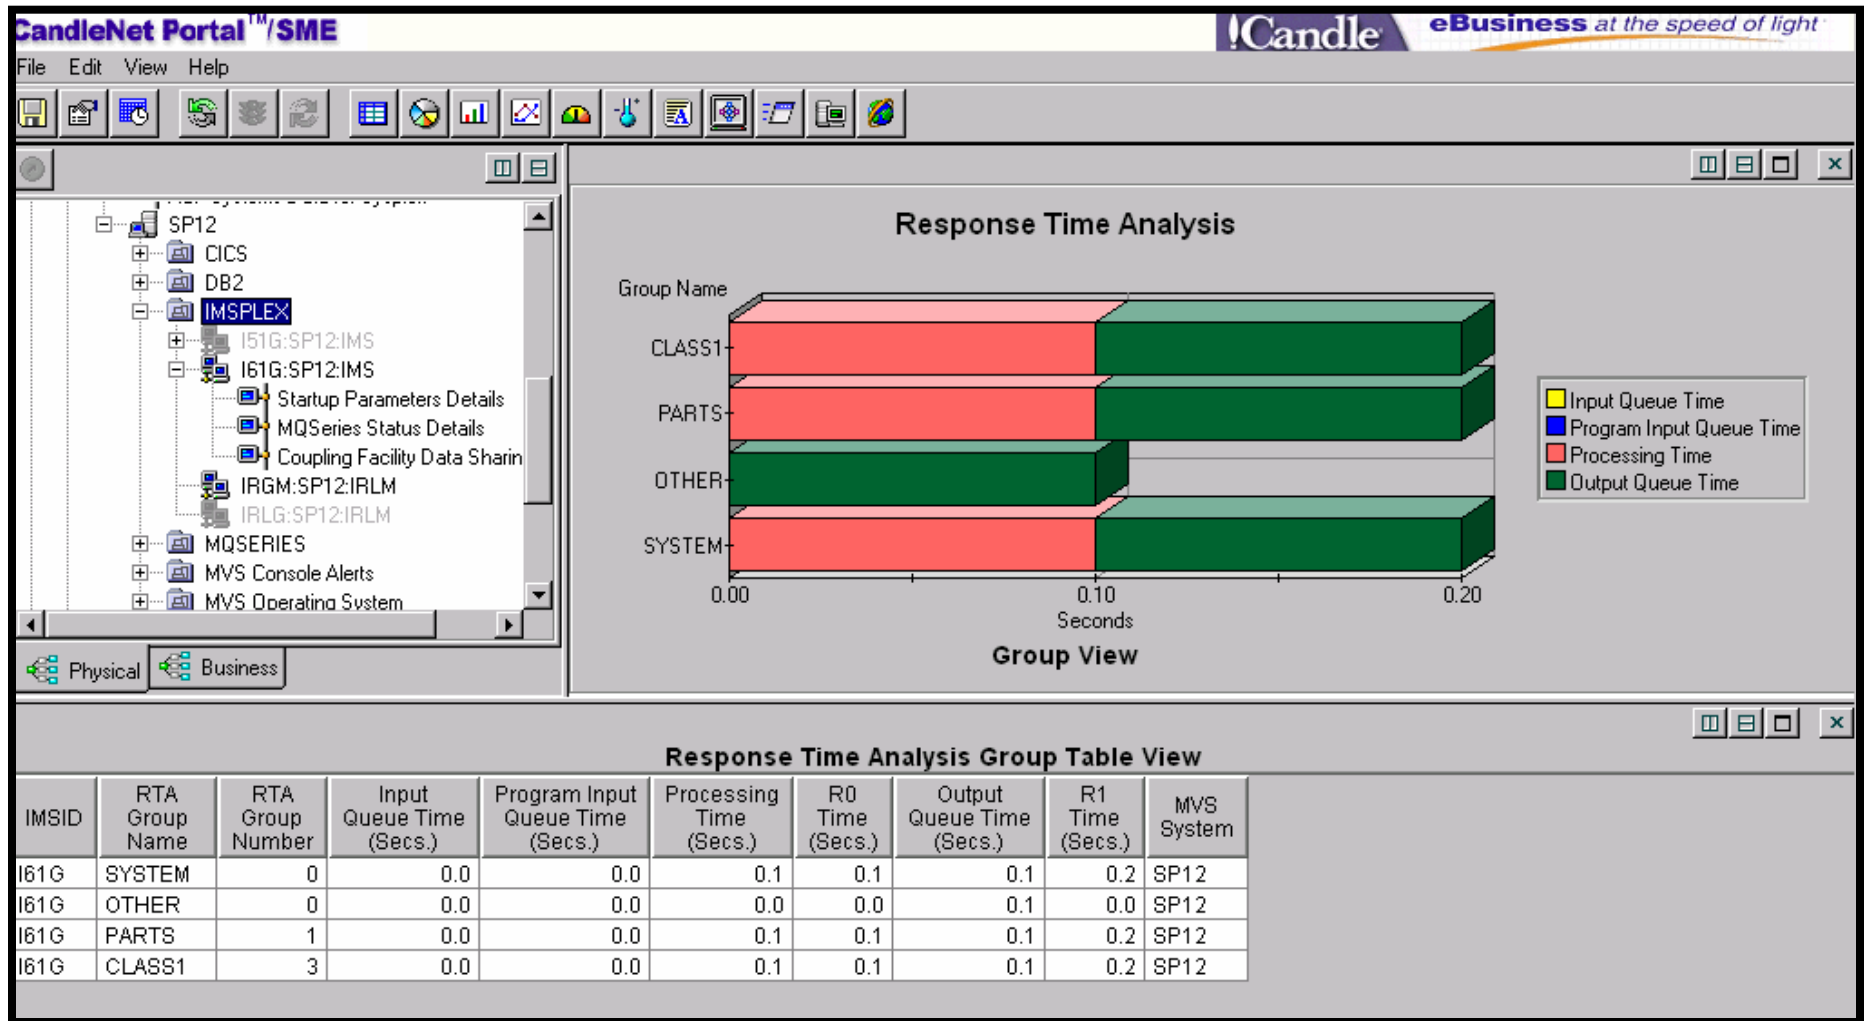 CandleNet Portal™/SME
!Candle
eBusiness at the speed of light
File Edit View Help
SP12
CICS
DB2
IMSPLEX
I51G:SP12:IMS
I61G:SP12:IMS
Startup Parameters Details
MQSeries Status Details
Coupling Facility Data Sharin
IRGM:SP12:IRLM
IRLG:SP12:IRLM
MQSERIES
MVS Console Alerts
MVS Operating System
Physical
Business
Response Time Analysis
Group Name
CLASS1
PARTS
OTHER
SYSTEM
0.00 0.10 0.20
Seconds
Group View
Input Queue Time
Program Input Queue Time
Processing Time
Output Queue Time
Response Time Analysis Group Table View
IMSID
RTA Group Name
RTA Group Number
Input Queue Time (Secs.)
Program Input Queue Time (Secs.)
Processing Time (Secs.)
R0 Time (Secs.)
Output Queue Time (Secs.)
R1 Time (Secs.)
MVS System
I61G SYSTEM 0 0.0 0.0 0.1 0.1 0.1 0.2 SP12
I61G OTHER 0 0.0 0.0 0.0 0.0 0.1 0.0 SP12
I61G PARTS 1 0.0 0.0 0.1 0.1 0.1 0.2 SP12
I61G CLASS1 3 0.0 0.0 0.1 0.1 0.1 0.2 SP12